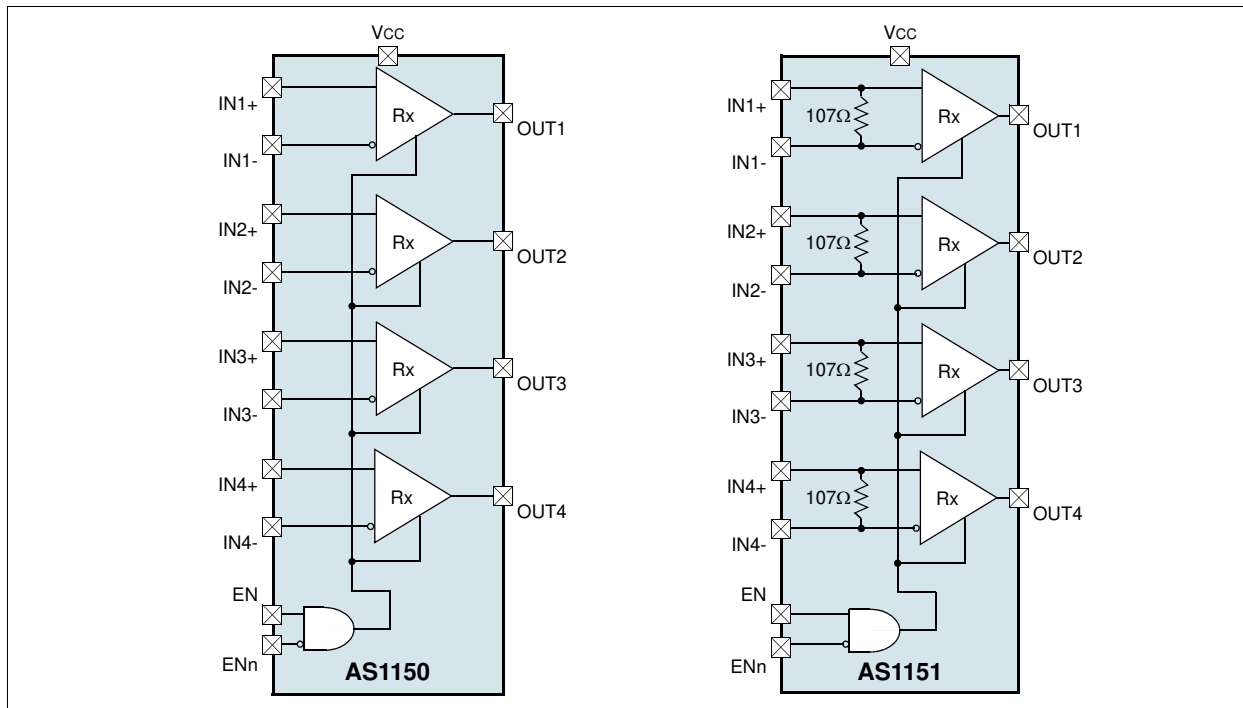 VCC
IN1+
Rx
OUT1
IN1-
IN2+
Rx
OUT2
IN2-
IN3+
Rx
OUT3
IN3-
IN4+
Rx
OUT4
IN4-
EN
ENn
AS1150
VCC
IN1+
107Ω
Rx
OUT1
IN1-
IN2+
107Ω
Rx
OUT2
IN2-
IN3+
107Ω
Rx
OUT3
IN3-
IN4+
107Ω
Rx
OUT4
IN4-
EN
ENn
AS1151